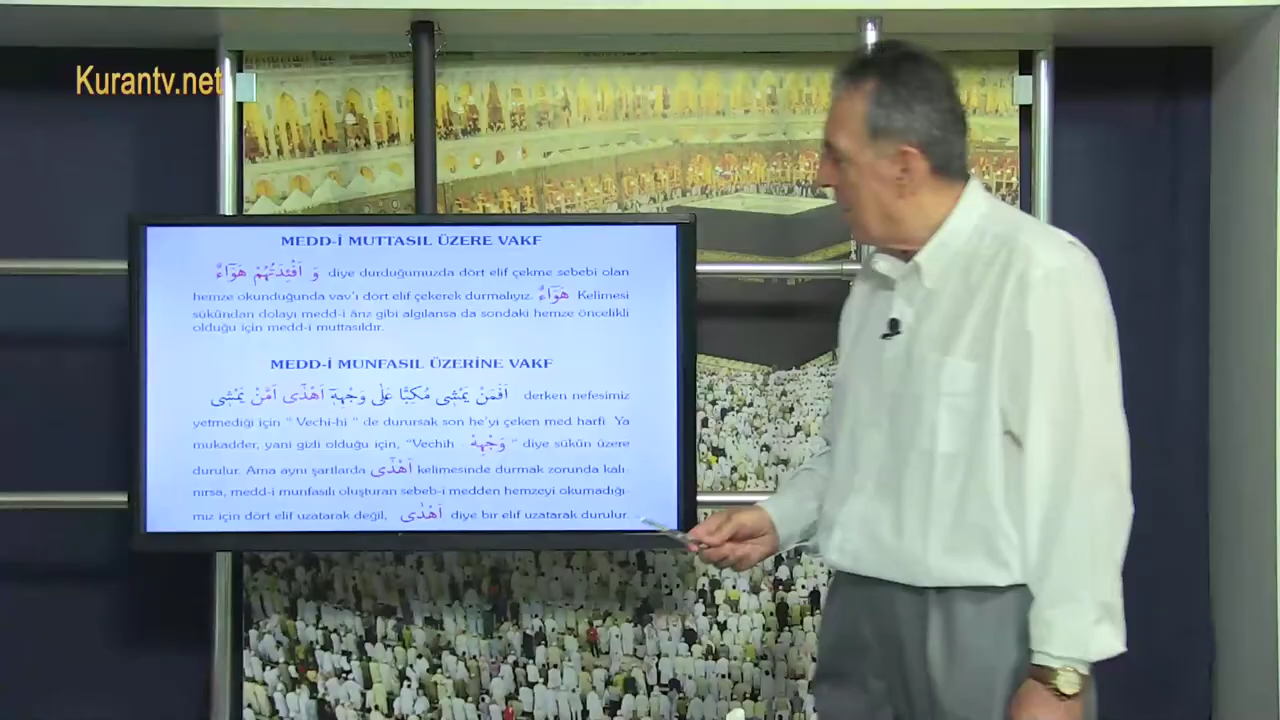 Kurantv.net
MEDD-İ MUTTASIL ÜZERE VAKF
وَ اَفْئِدَتُهُمْ هَوَٓاءٌ diye durduğumuzda dört elif çekme sebebi olan
hemze okunduğunda vav'ı dört elif çekerek durmalıyız. هَوَٓاءٌ Kelimesi
sükûndan dolayı medd-i ârız gibi algılansa da sondaki hemze öncelikli
olduğu için medd-i muttasıldır.
MEDD-İ MUNFASIL ÜZERİNE VAKF
اَفَمَنْ يَمْشٖى مُكِبًّا عَلٰى وَجْهِهٖٓ اَهْدٰٓى اَمَّنْ يَمْشٖى derken nefesimiz
yetmediği için “ Vechi-hi “ de durursak son he'yi çeken med harfi Ya
mukadder, yani gizli olduğu için, “Vechih وَجْهِهْ “ diye sükün üzere
durulur. Ama aynı şartlarda اَهْدٰٓى kelimesinde durmak zorunda kalı-
nırsa, medd-i munfasılı oluşturan sebeb-i medden hemzeyi okumadığı-
mız için dört elif uzatarak değil, اَهْدٰى diye bir elif uzatarak durulur.